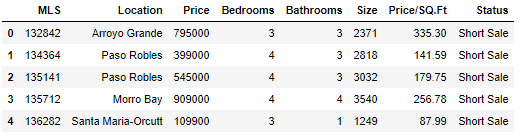 MLS Location Price Bedrooms Bathrooms Size Price/SQ.Ft Status
0 132842 Arroyo Grande 795000 3 3 2371 335.30 Short Sale
1 134364 Paso Robles 399000 4 3 2818 141.59 Short Sale
2 135141 Paso Robles 545000 4 3 3032 179.75 Short Sale
3 135712 Morro Bay 909000 4 4 3540 256.78 Short Sale
4 136282 Santa Maria-Orcutt 109900 3 1 1249 87.99 Short Sale